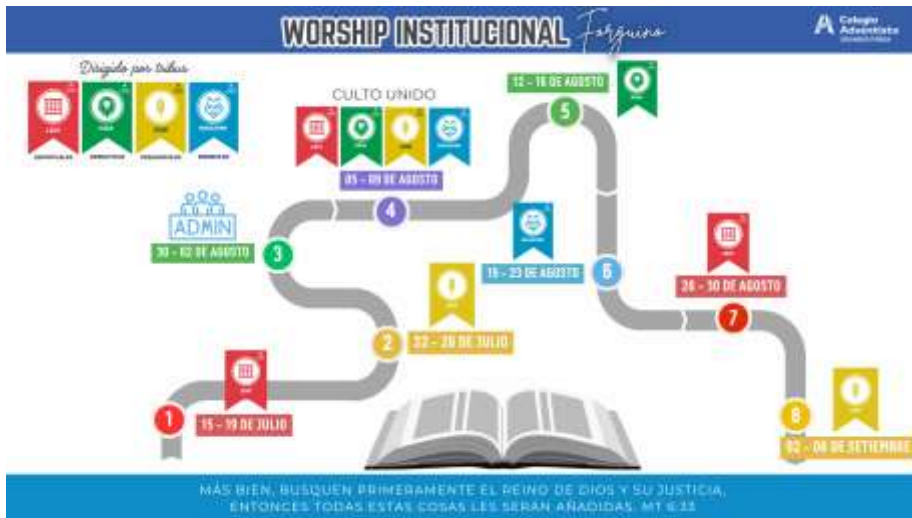 WORSHIP INSTITUCIONAL Forguino
Colegio
Adventista
Dirigido por tribus
CULTO UNIDO
05 - 09 DE AGOSTO
4
12 - 16 DE AGOSTO
5
ADMIN
30 - 02 DE AGOSTO
3
19 - 23 DE AGOSTO
6
26 - 30 DE AGOSTO
7
2
22 - 26 DE JULIO
1
15 - 19 DE JULIO
8
02 - 06 DE SETIEMBRE
MÁS BIEN, BUSQUEN PRIMERAMENTE EL REINO DE DIOS Y SU JUSTICIA,
ENTONCES TODAS ESTAS COSAS LES SERAN AÑADIDAS. MT 6:33